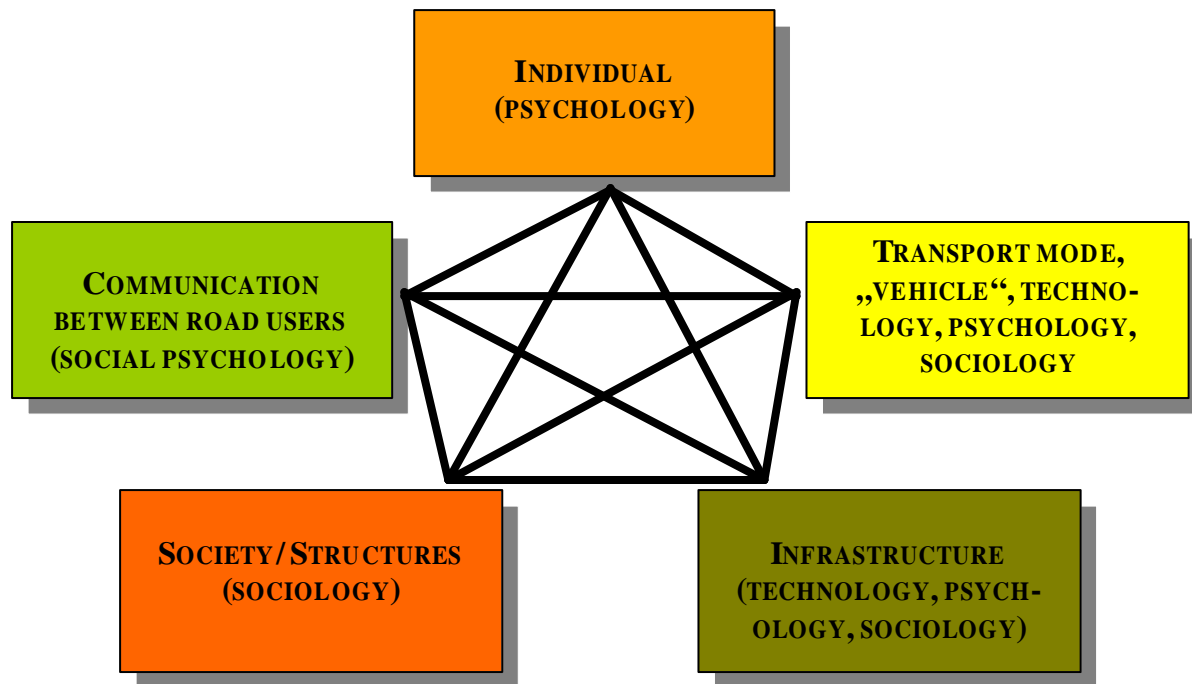 INDIVIDUAL
(PSYCHOLOGY)
COMMUNICATION
BETWEEN ROAD USERS
(SOCIAL PSYCHOLOGY)
TRANSPORT MODE,
„VEHICLE“, TECHNO-
LOGY, PSYCHOLOGY,
SOCIOLOGY
SOCIETY/STRUCTURES
(SOCIOLOGY)
INFRASTRUCTURE
(TECHNOLOGY, PSYCH-
OLOGY, SOCIOLOGY)